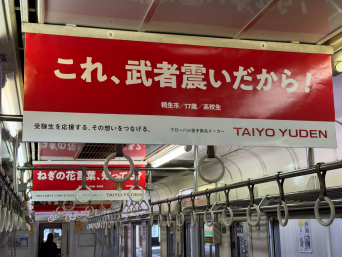 これ、武者震いだから!
桐生市/17歳/高校生
受験生を応援する。その想いをつなげる。
グローバル電子部品メーカー
TAIYO YUDEN
ねぎの花言葉、